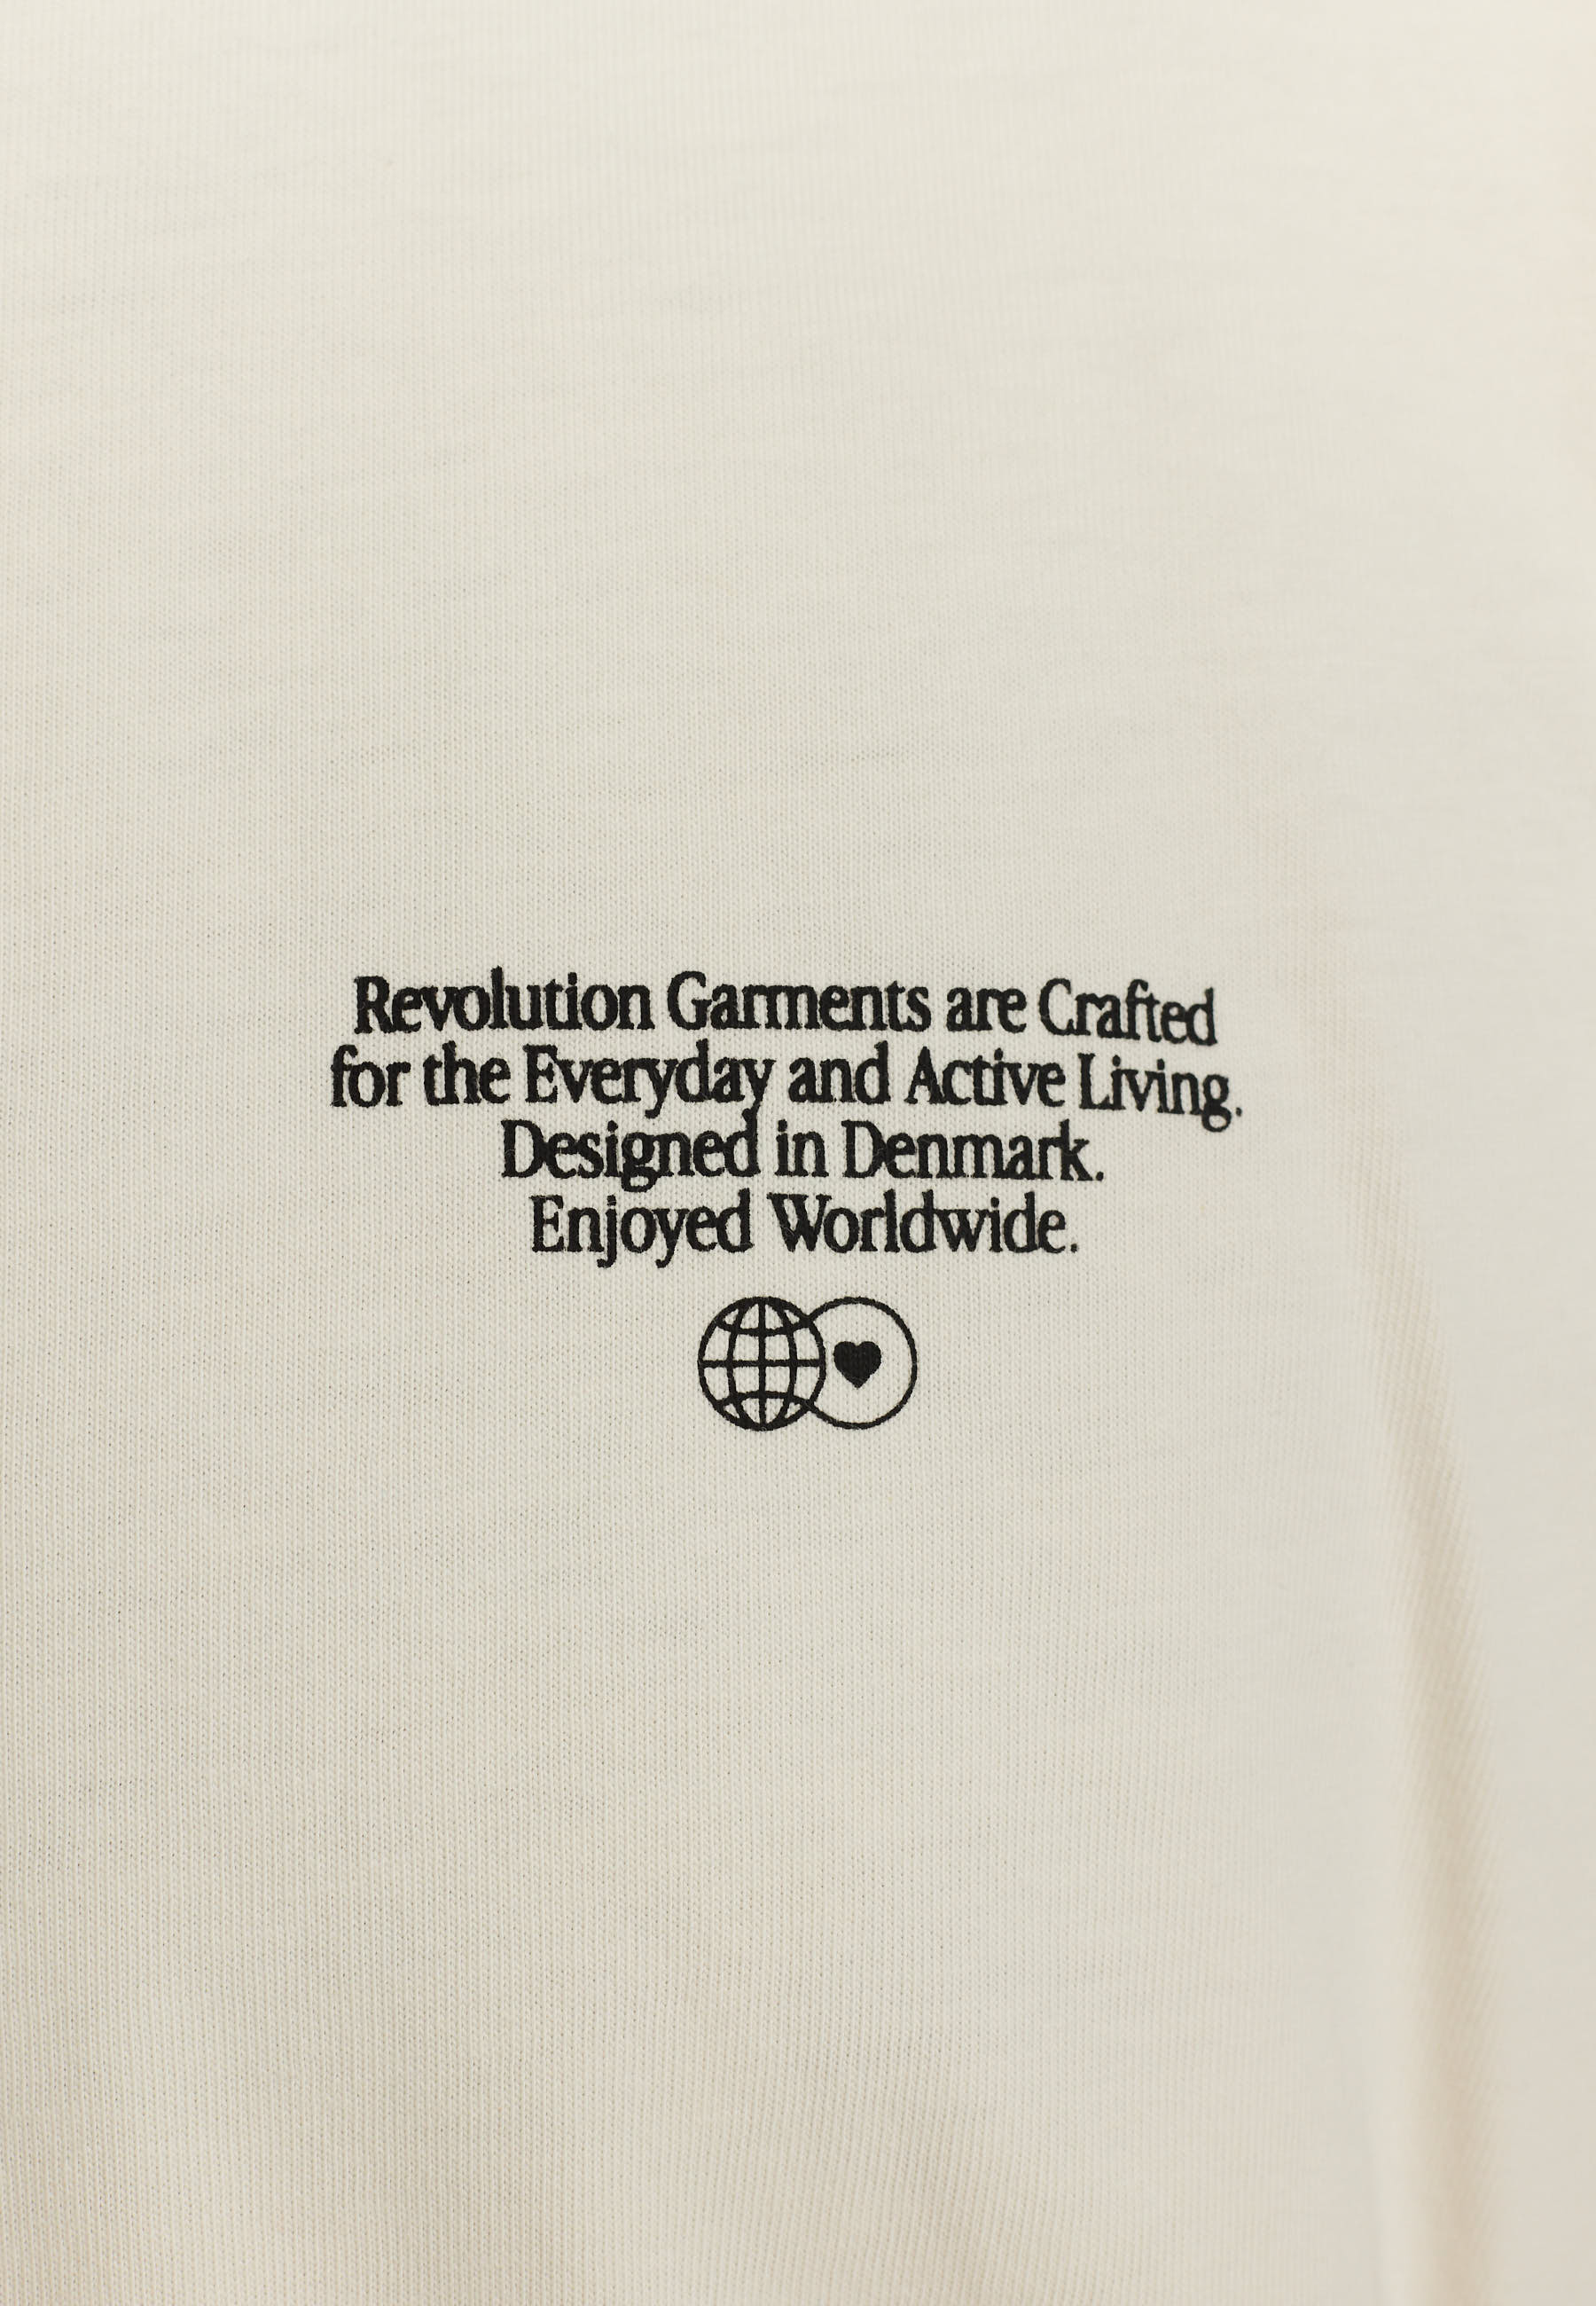 Revolution Garments are Crafted
for the Everyday and Active Living.
Designed in Denmark.
Enjoyed Worldwide.